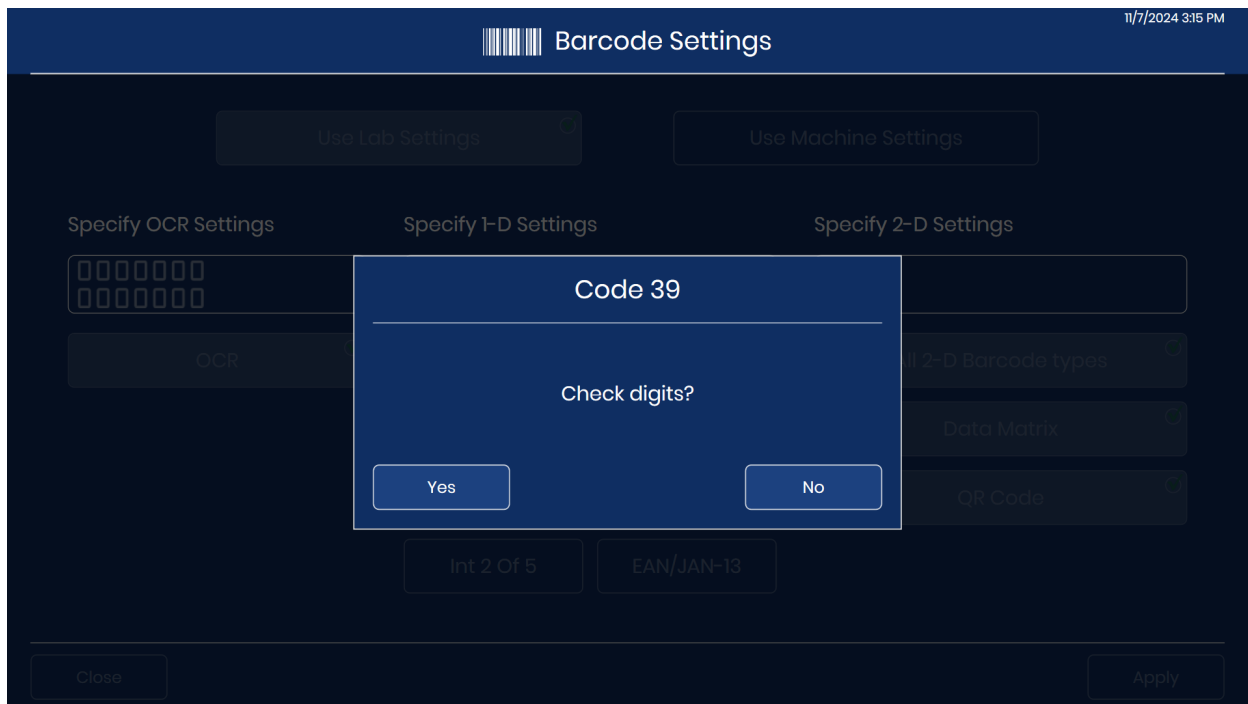 11/7/2024 3:15 PM
Barcode Settings
Use Lab Settings
Use Machine Settings
Specify OCR Settings
Specify 1-D Settings
Specify 2-D Settings
Code 39
OCR
All 2-D Barcode types
Check digits?
Data Matrix
Yes
No
QR Code
Int 2 Of 5
EAN/JAN-13
Close
Apply